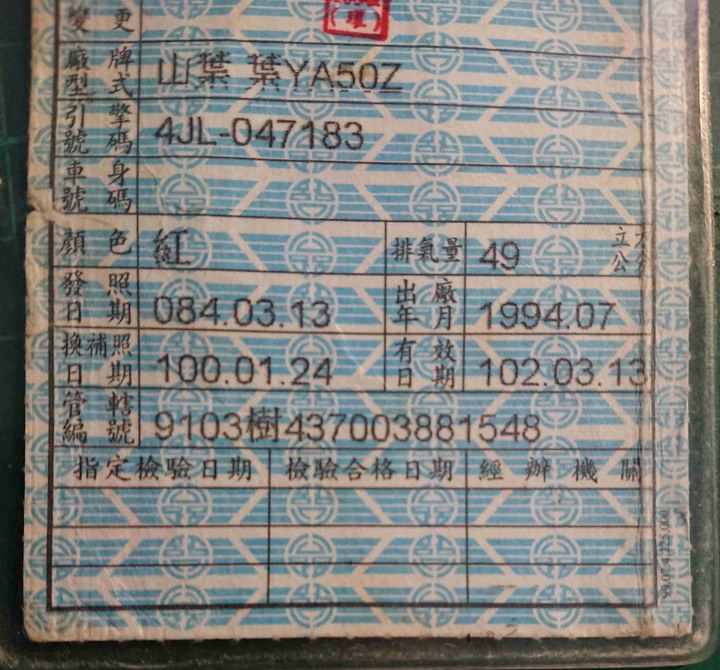 變更
( 環 )
廠牌型式 山葉 葉YA50Z
引擎號碼 4JL-047183
車身號碼
顏色 紅 排氣量 49 立方公分
發照日期 084.03.13 出廠年月 1994.07
換補照日期 100.01.24 有效日期 102.03.13
管轄編號 9103樹437003881548
指定檢驗日期 檢驗合格日期 經辦機關